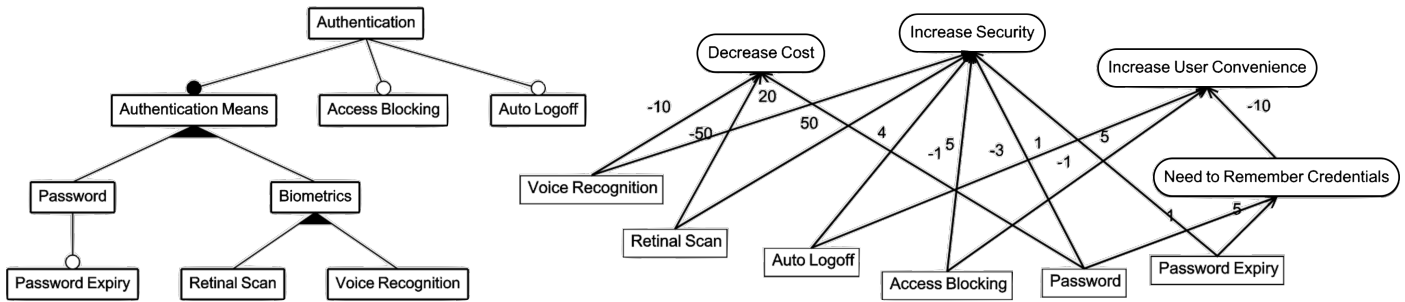 Authentication
Authentication Means
Access Blocking
Auto Logoff
Password
Biometrics
Password Expiry
Retinal Scan
Voice Recognition
Decrease Cost
Increase Security
Increase User Convenience
-10
20
-50
50
4
-1
5
-3
1
-1
5
-10
Voice Recognition
Need to Remember Credentials
1
5
Retinal Scan
Auto Logoff
Access Blocking
Password
Password Expiry